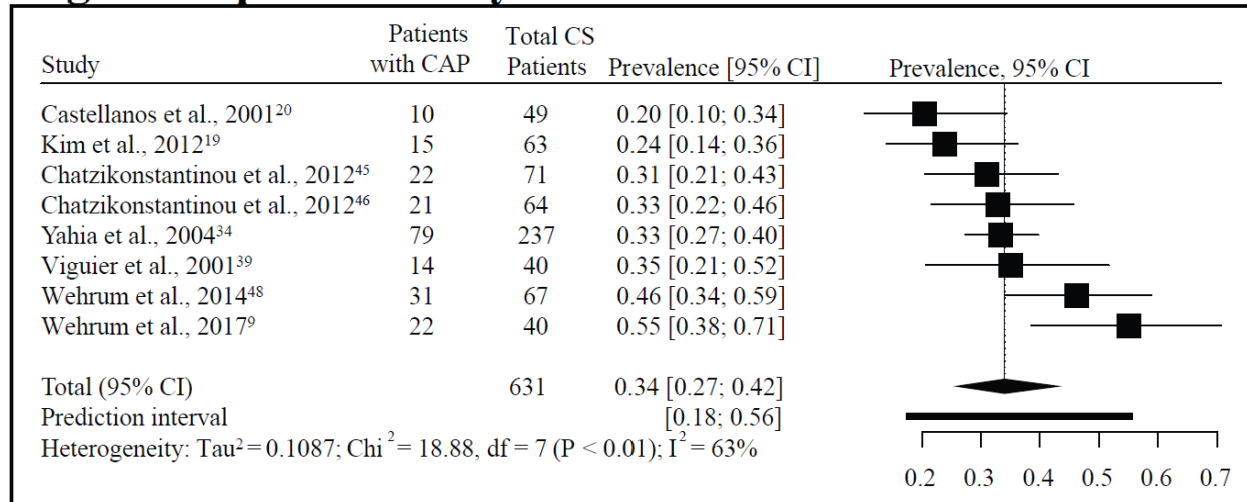 Patients Total CS
Study with CAP Patients Prevalence [95% CI] Prevalence, 95% CI
Castellanos et al., 2001²⁰ 10 49 0.20 [0.10; 0.34]
Kim et al., 2012¹⁹ 15 63 0.24 [0.14; 0.36]
Chatzikonstantinou et al., 2012⁴⁵ 22 71 0.31 [0.21; 0.43]
Chatzikonstantinou et al., 2012⁴⁶ 21 64 0.33 [0.22; 0.46]
Yahia et al., 2004³⁴ 79 237 0.33 [0.27; 0.40]
Viguier et al., 2001³⁹ 14 40 0.35 [0.21; 0.52]
Wehrum et al., 2014⁴⁸ 31 67 0.46 [0.34; 0.59]
Wehrum et al., 2017⁹ 22 40 0.55 [0.38; 0.71]
Total (95% CI) 631 0.34 [0.27; 0.42]
Prediction interval [0.18; 0.56]
Heterogeneity: Tau² = 0.1087; Chi² = 18.88, df = 7 (P < 0.01); I² = 63%
0.2 0.3 0.4 0.5 0.6 0.7